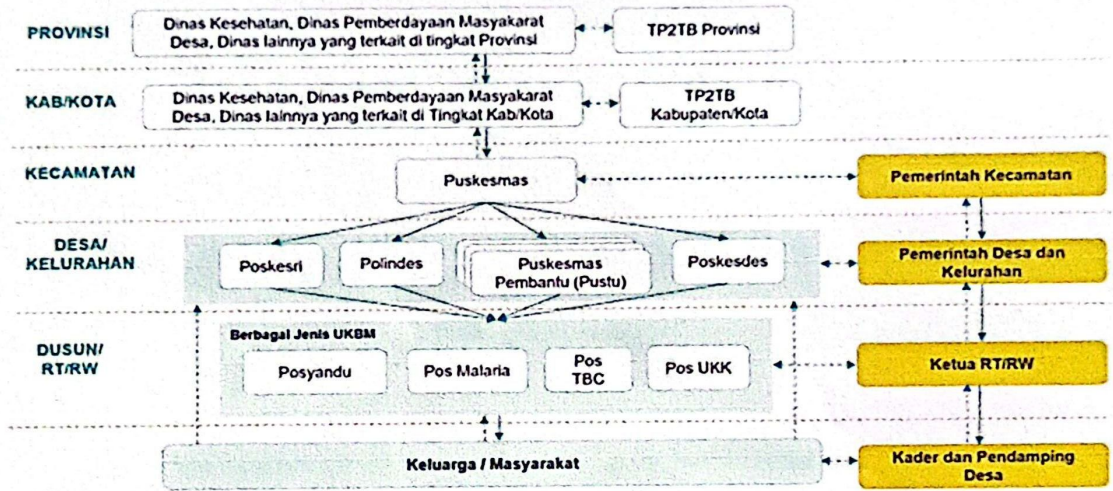 PROVINSI
Dinas Kesehatan, Dinas Pemberdayaan Masyakarat
Desa, Dinas lainnya yang terkait di tingkat Provinsi
TP2TB Provinsi
KAB/KOTA
Dinas Kesehatan, Dinas Pemberdayaan Masyakarat
Desa, Dinas lainnya yang terkait di Tingkat Kab/Kota
TP2TB
Kabupaten/Kota
KECAMATAN
Puskesmas
Pemerintah Kecamatan
DESA/
KELURAHAN
Poskesri
Polindes
Puskesmas
Pembantu (Pustu)
Poskesdes
Pemerintah Desa dan
Kelurahan
DUSUN/
RT/RW
Berbagai Jenis UKBM
Posyandu
Pos Malaria
Pos
TBC
Pos UKK
Ketua RT/RW
Keluarga / Masyarakat
Kader dan Pendamping
Desa